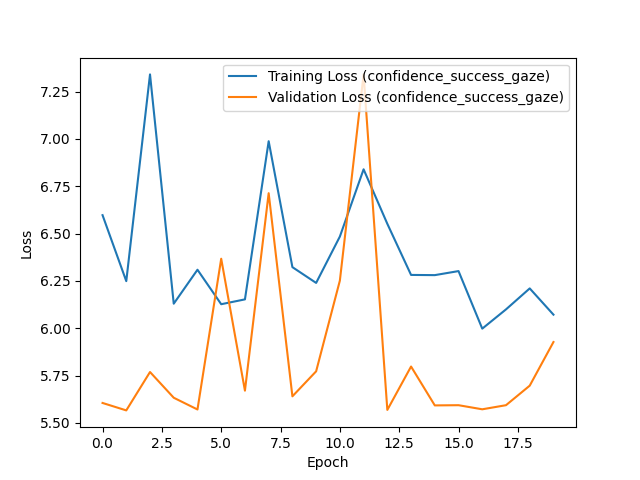 Training Loss (confidence_success_gaze)
Validation Loss (confidence_success_gaze)
7.25
7.00
6.75
6.50
6.25
6.00
5.75
5.50
Loss
0.0 2.5 5.0 7.5 10.0 12.5 15.0 17.5
Epoch